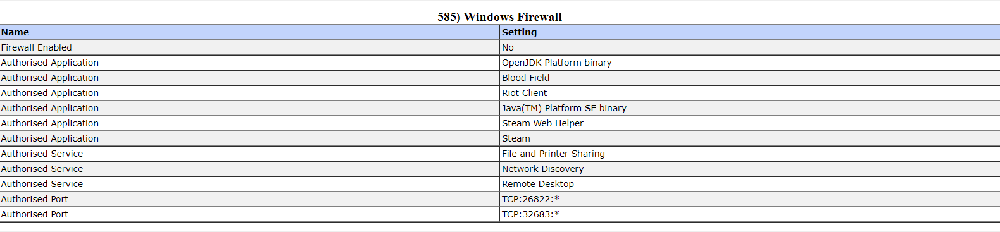 585) Windows Firewall
Name Setting
Firewall Enabled No
Authorised Application OpenJDK Platform binary
Authorised Application Blood Field
Authorised Application Riot Client
Authorised Application Java(TM) Platform SE binary
Authorised Application Steam Web Helper
Authorised Application Steam
Authorised Service File and Printer Sharing
Authorised Service Network Discovery
Authorised Service Remote Desktop
Authorised Port TCP:26822:*
Authorised Port TCP:32683:*